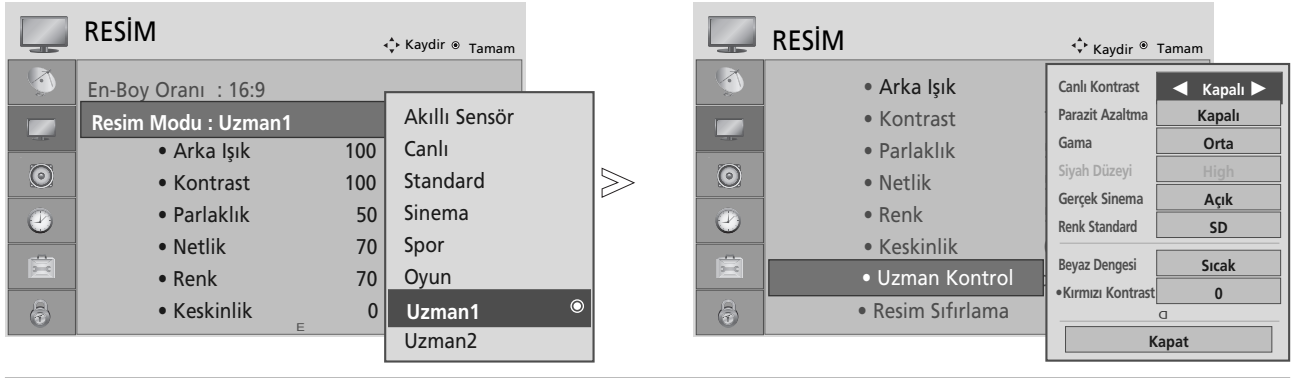 RESİM
Kaydir Tamam
En-Boy Oranı : 16:9
Resim Modu : Uzman1
• Arka Işık 100
• Kontrast 100
• Parlaklık 50
• Netlik 70
• Renk 70
• Keskinlik 0
E
Akıllı Sensör
Canlı
Standard
Sinema
Spor
Oyun
Uzman1
Uzman2
RESİM
Kaydir Tamam
• Arka Işık
• Kontrast
• Parlaklık
• Netlik
• Renk
• Keskinlik
• Uzman Kontrol
• Resim Sıfırlama
Canlı Kontrast ◀ Kapalı ▶
Parazit Azaltma Kapalı
Gama Orta
Siyah Düzeyi High
Gerçek Sinema Açık
Renk Standard SD
Beyaz Dengesi Sıcak
•Kırmızı Kontrast 0
Kapat